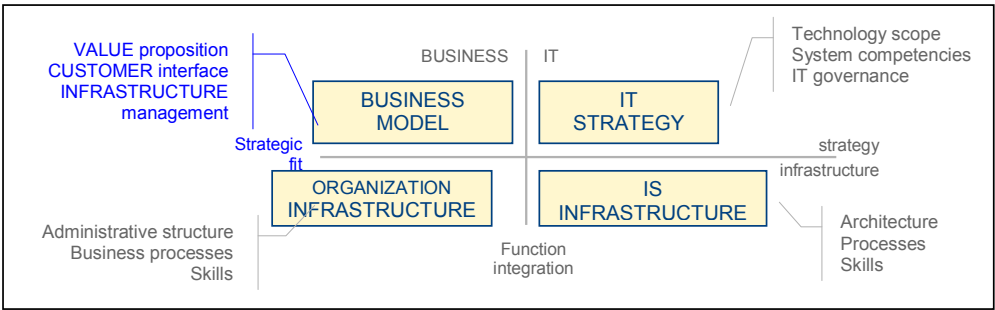 VALUE proposition
CUSTOMER interface
INFRASTRUCTURE
management
BUSINESS
IT
Technology scope
System competencies
IT governance
BUSINESS
MODEL
IT
STRATEGY
Strategic
fit
strategy
infrastructure
ORGANIZATION
INFRASTRUCTURE
IS
INFRASTRUCTURE
Administrative structure
Business processes
Skills
Function
integration
Architecture
Processes
Skills